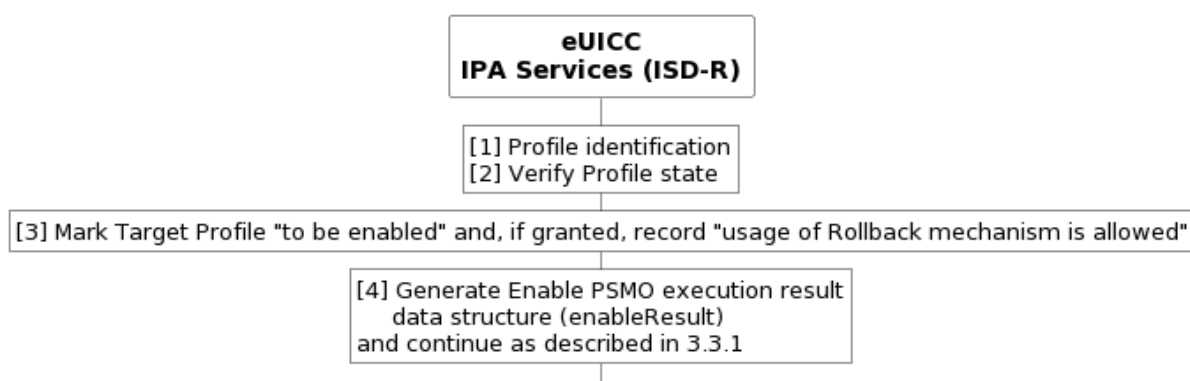 eUICC
IPA Services (ISD-R)
[1] Profile identification
[2] Verify Profile state
[3] Mark Target Profile "to be enabled" and, if granted, record "usage of Rollback mechanism is allowed"
[4] Generate Enable PSMO execution result
data structure (enableResult)
and continue as described in 3.3.1